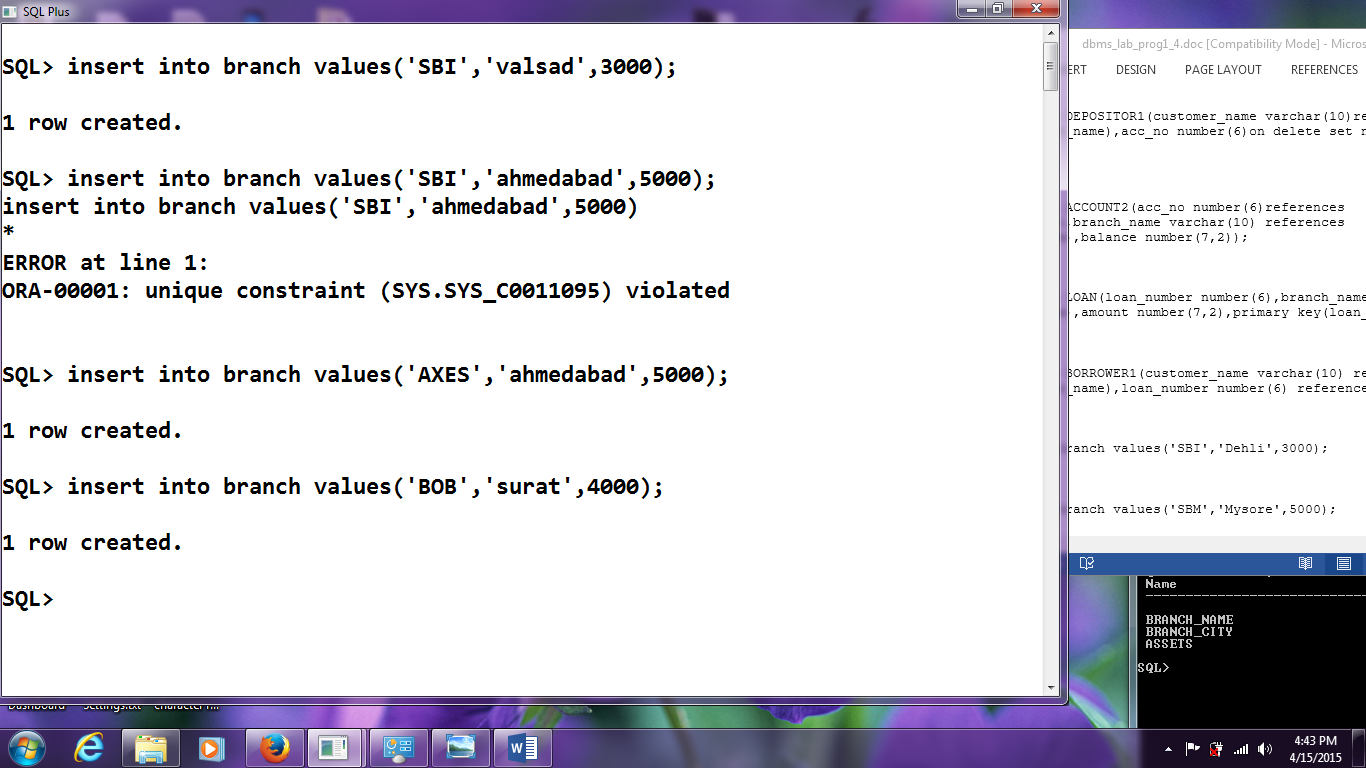 SQL Plus
SQL> insert into branch values('SBI','valsad',3000);
1 row created.
SQL> insert into branch values('SBI','ahmedabad',5000);
insert into branch values('SBI','ahmedabad',5000)
*
ERROR at line 1:
ORA-00001: unique constraint (SYS.SYS_C0011095) violated
SQL> insert into branch values('AXES','ahmedabad',5000);
1 row created.
SQL> insert into branch values('BOB','surat',4000);
1 row created.
SQL>
dbms_lab_prog1_4.doc [Compatibility Mode] - Micros
ERT DESIGN PAGE LAYOUT REFERENCES
DEPOSITOR1(customer_name varchar(10)re
_name),acc_no number(6)on delete set n
ACCOUNT2(acc_no number(6)references
,branch_name varchar(10) references
),balance number(7,2));
LOAN(loan_number number(6),branch_name
),amount number(7,2),primary key(loan_
BORROWER1(customer_name varchar(10) re
_name),loan_number number(6) reference
ranch values('SBI','Dehli',3000);
ranch values('SBM','Mysore',5000);
Name
BRANCH_NAME
BRANCH_CITY
ASSETS
SQL>
Dashboard Settings.txt Character F...
4:43 PM
4/15/2015